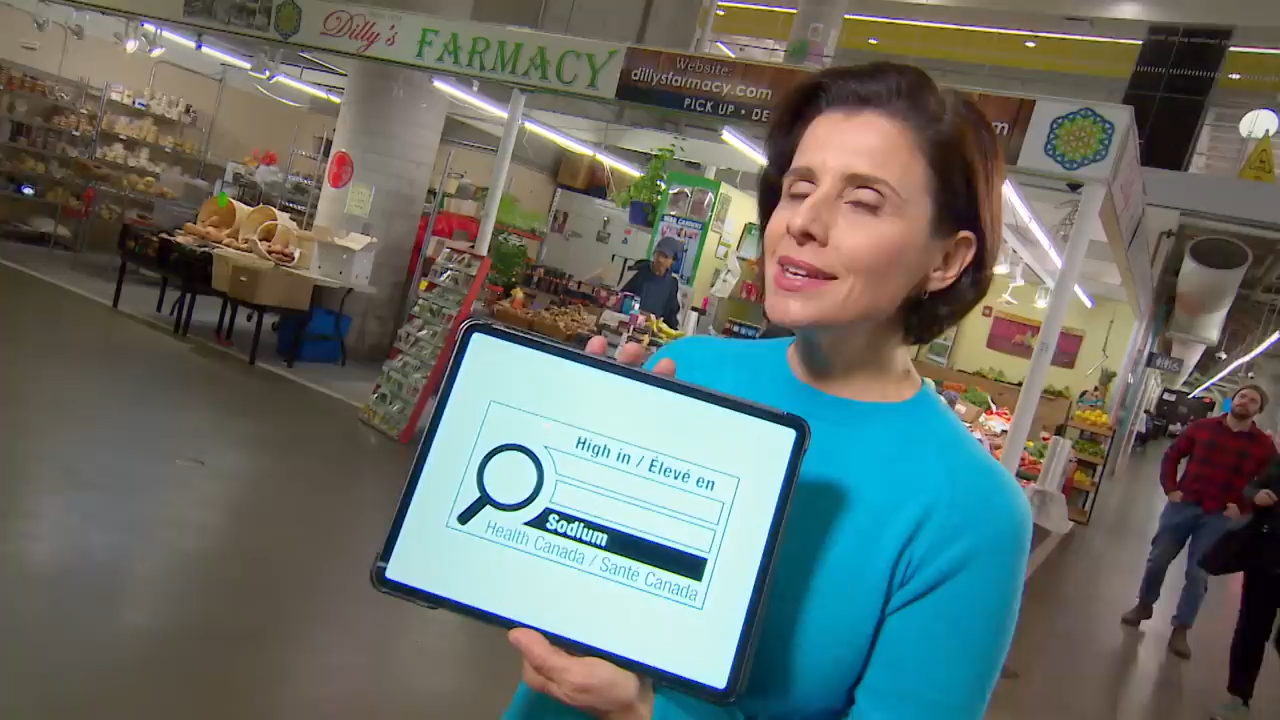 Dilly's FARMACY
Website:
dillysfarmacy.com
PICK UP • DE
High in / Élevé en
Sodium
Health Canada / Santé Canada